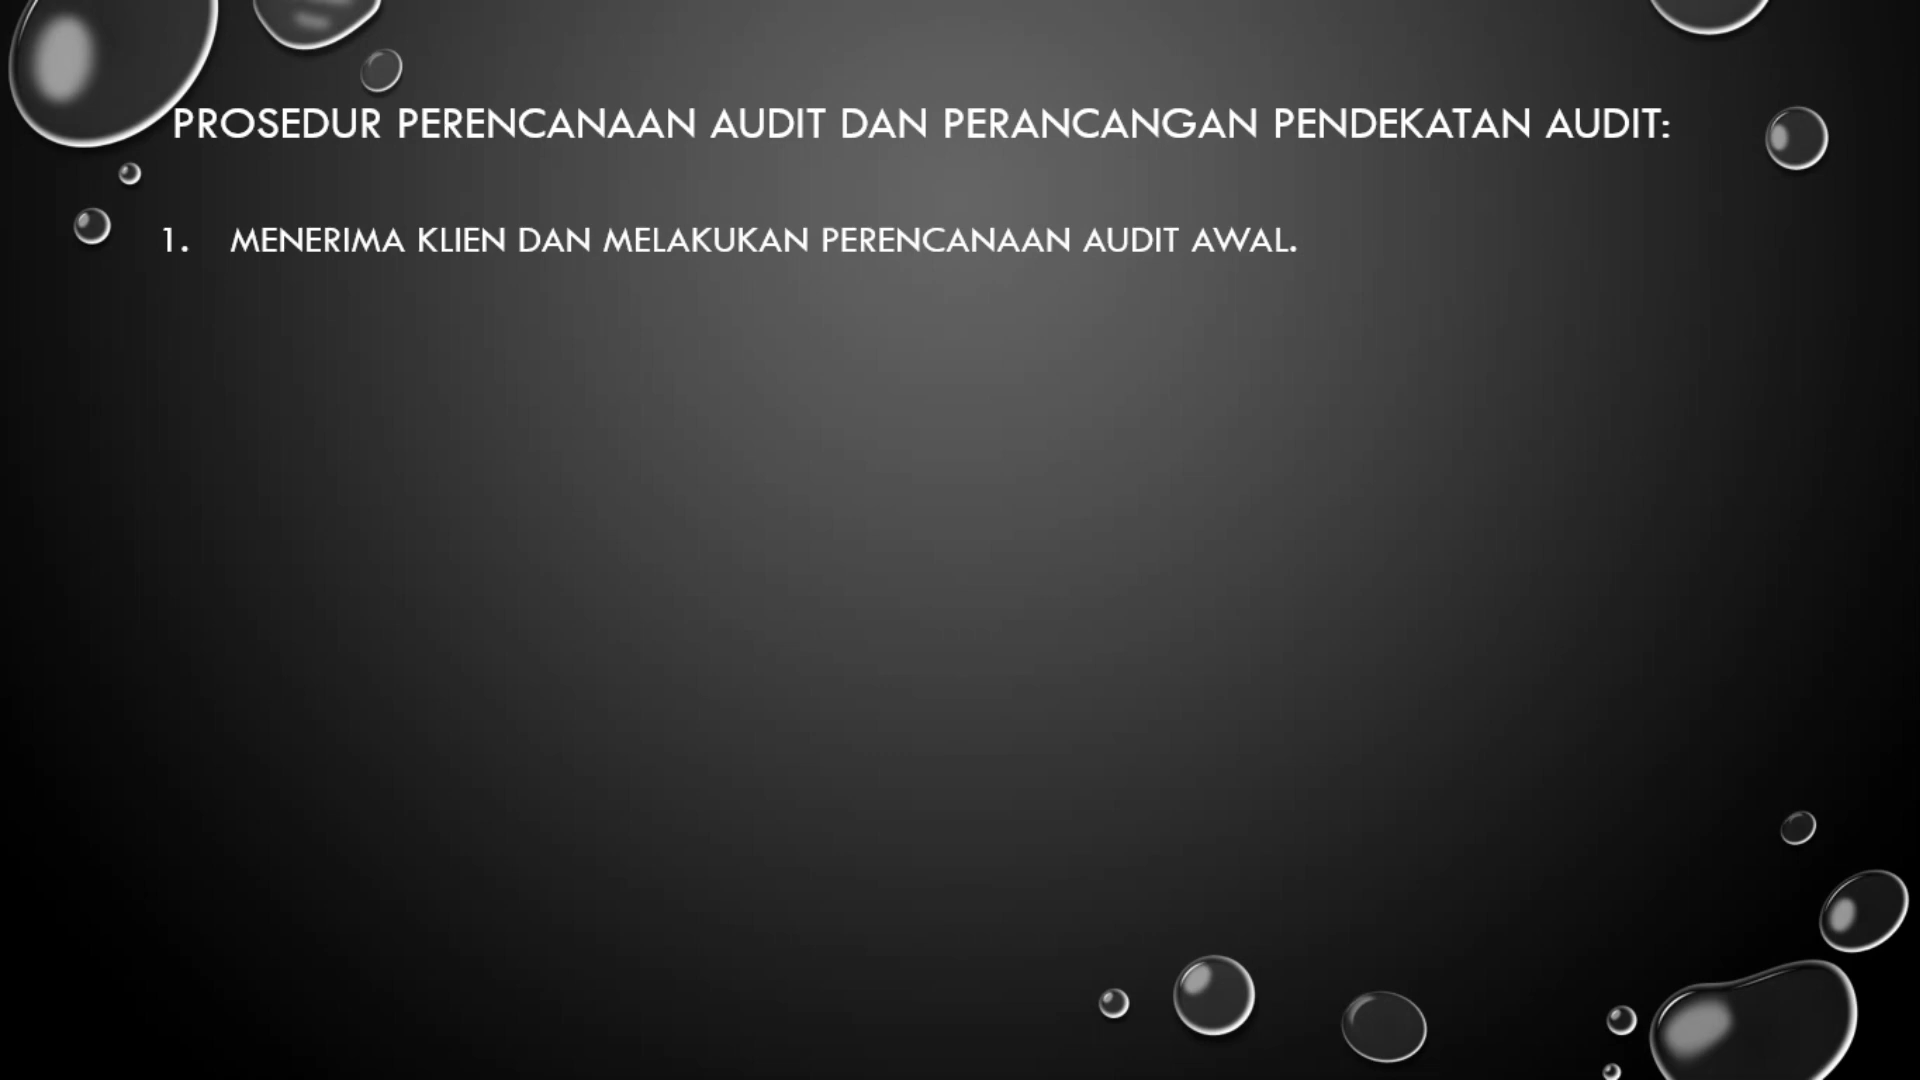 PROSEDUR PERENCANAAN AUDIT DAN PERANCANGAN PENDEKATAN AUDIT:
1. MENERIMA KLIEN DAN MELAKUKAN PERENCANAAN AUDIT AWAL.